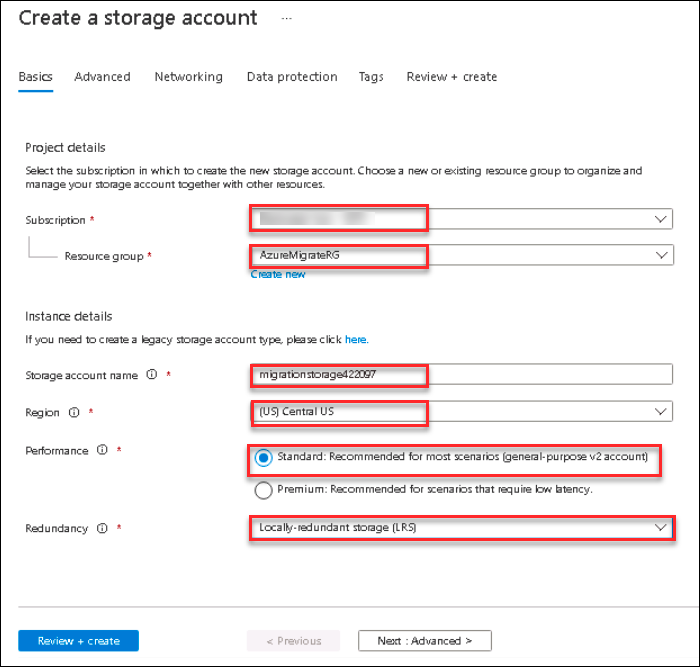 Create a storage account ...
Basics Advanced Networking Data protection Tags Review + create
Project details
Select the subscription in which to create the new storage account. Choose a new or existing resource group to organize and
manage your storage account together with other resources.
Subscription *
Resource group * AzureMigrateRG
Create new
Instance details
If you need to create a legacy storage account type, please click here.
Storage account name * migrationstorage422097
Region * (US) Central US
Performance * Standard: Recommended for most scenarios (general-purpose v2 account)
Premium: Recommended for scenarios that require low latency.
Redundancy * Locally-redundant storage (LRS)
Review + create < Previous Next : Advanced >